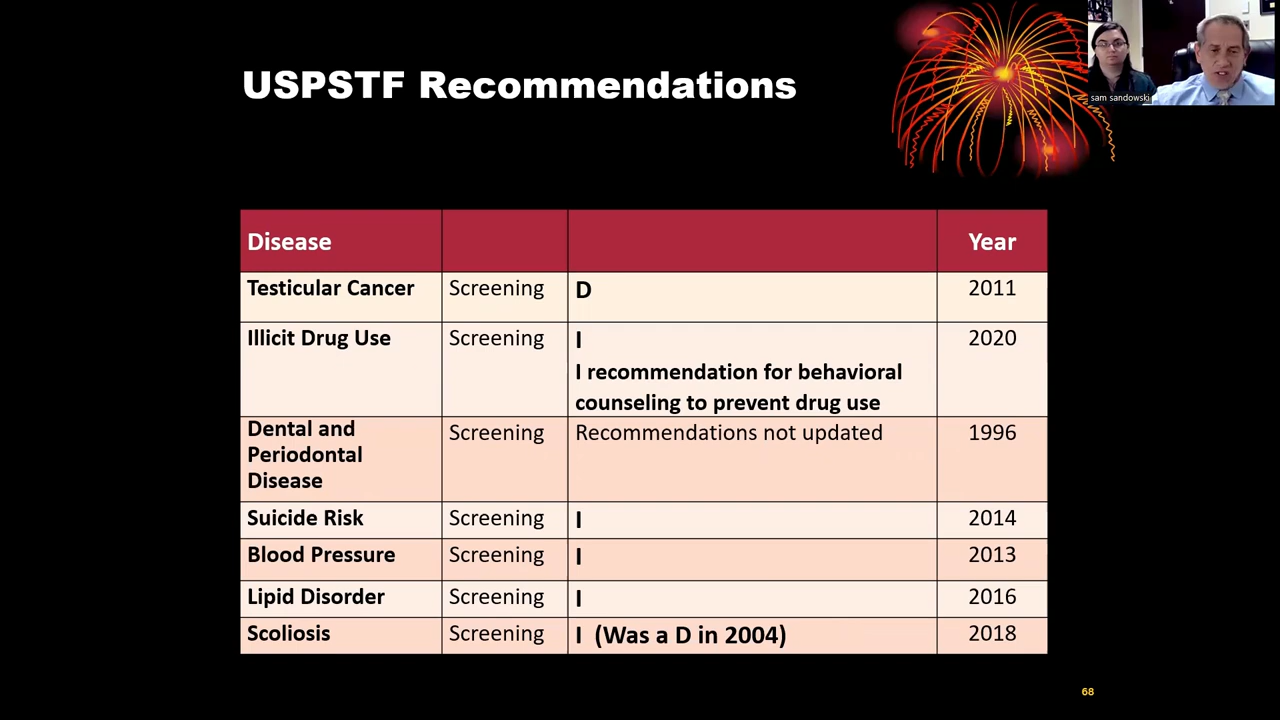 USPSTF Recommendations
sam sandowski
Disease Year
Testicular Cancer Screening D 2011
Illicit Drug Use Screening I 2020
I recommendation for behavioral
counseling to prevent drug use
Dental and Screening Recommendations not updated 1996
Periodontal
Disease
Suicide Risk Screening I 2014
Blood Pressure Screening I 2013
Lipid Disorder Screening I 2016
Scoliosis Screening I (Was a D in 2004) 2018
68